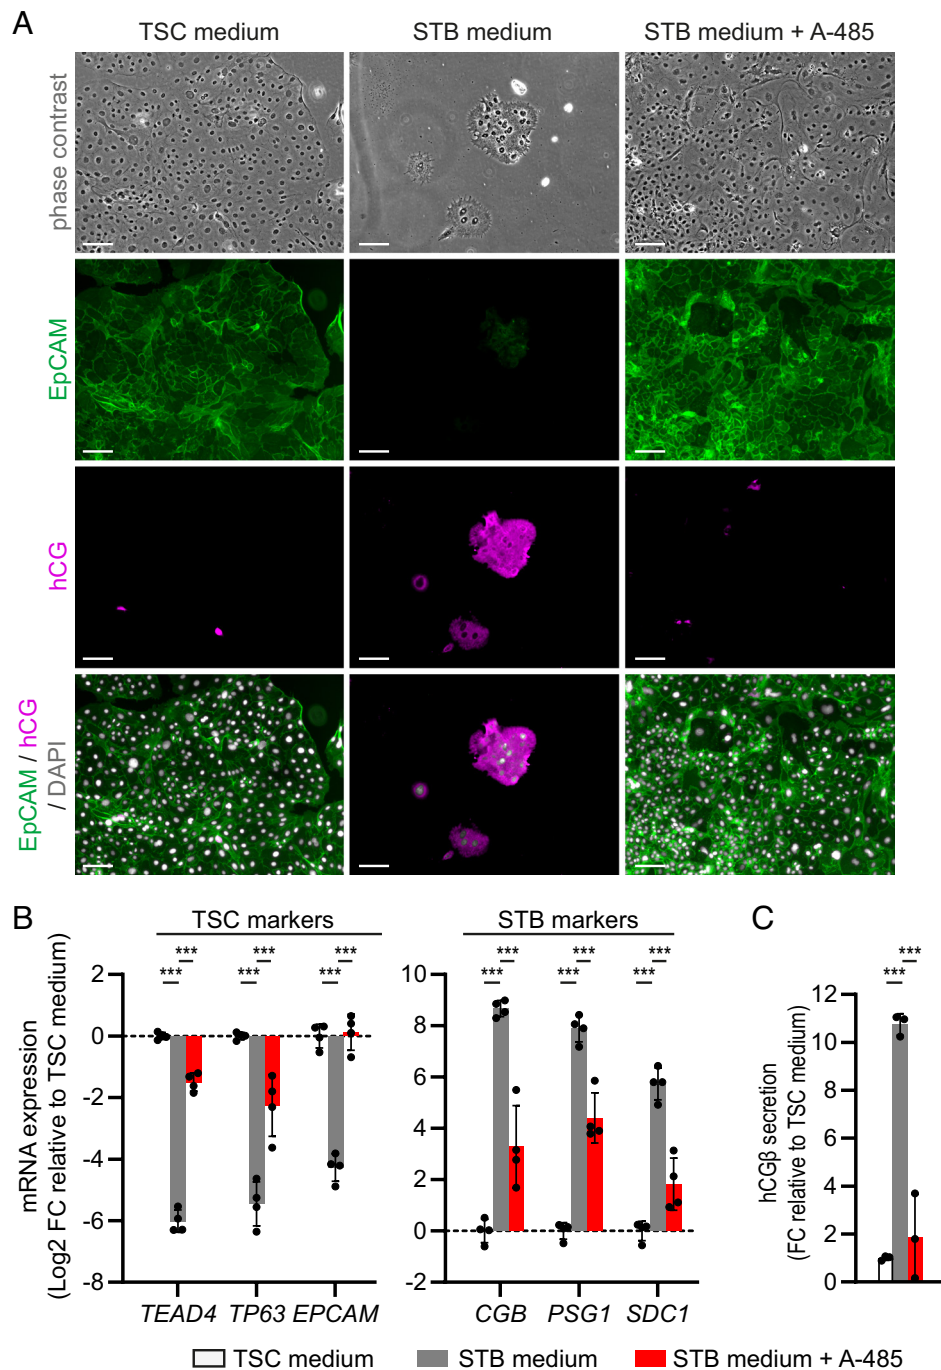 A
TSC medium
STB medium
STB medium + A-485
phase contrast
EpCAM
hCG
EpCAM / hCG
/ DAPI
B
TSC markers
STB markers
C
mRNA expression
(Log2 FC relative to TSC medium)
***
***
***
***
***
***
2
0
-2
-4
-6
-8
TEAD4
TP63
EPCAM
***
***
***
***
***
***
10
8
6
4
2
0
-2
CGB
PSG1
SDC1
hCGβ secretion
(FC relative to TSC medium)
***
***
12
10
8
6
4
2
0
TSC medium
STB medium
STB medium + A-485